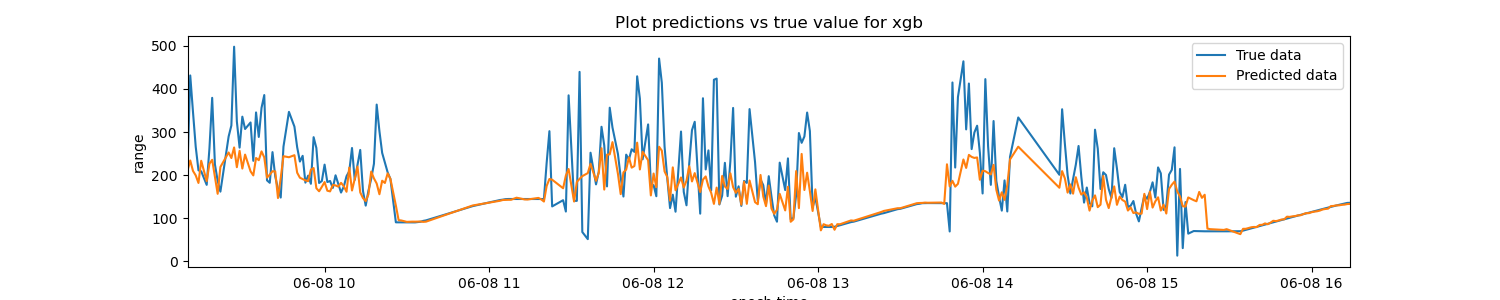 Plot predictions vs true value for xgb
500
400
300
200
100
0
range
True data
Predicted data
06-08 10
06-08 11
06-08 12
06-08 13
06-08 14
06-08 15
06-08 16
epoch time